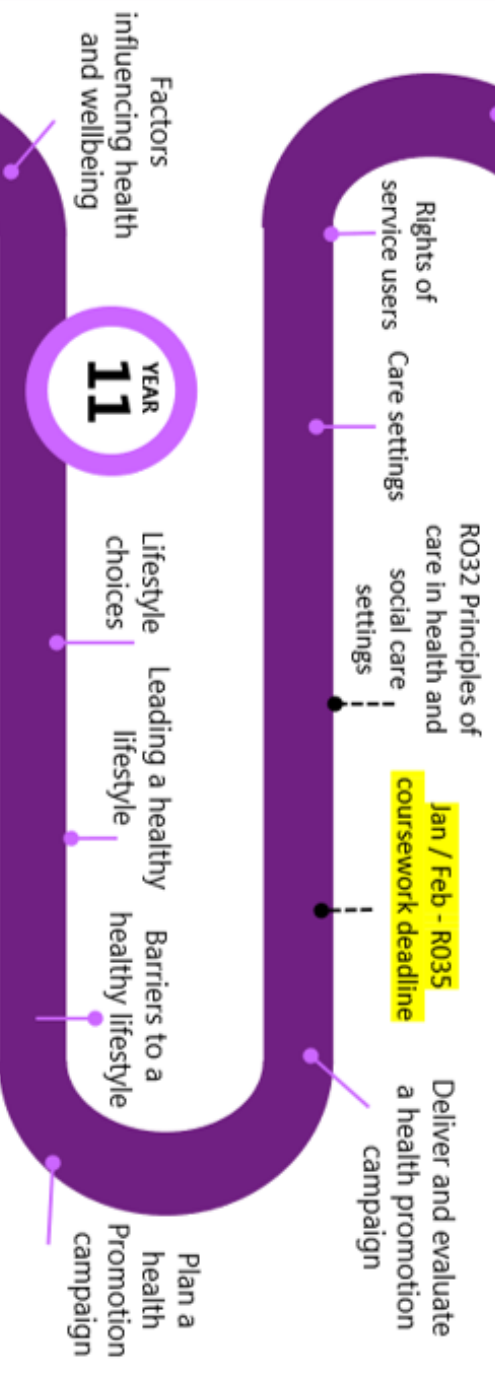 Rights of
service users
Care settings
RO32 Principles of
care in health and
social care
settings
Jan / Feb - R035
coursework deadline
Deliver and evaluate
a health promotion
campaign
Factors
influencing health
and wellbeing
YEAR
11
Lifestyle
choices
Leading a healthy
lifestyle
Barriers to a
healthy lifestyle
Plan a
health
Promotion
campaign